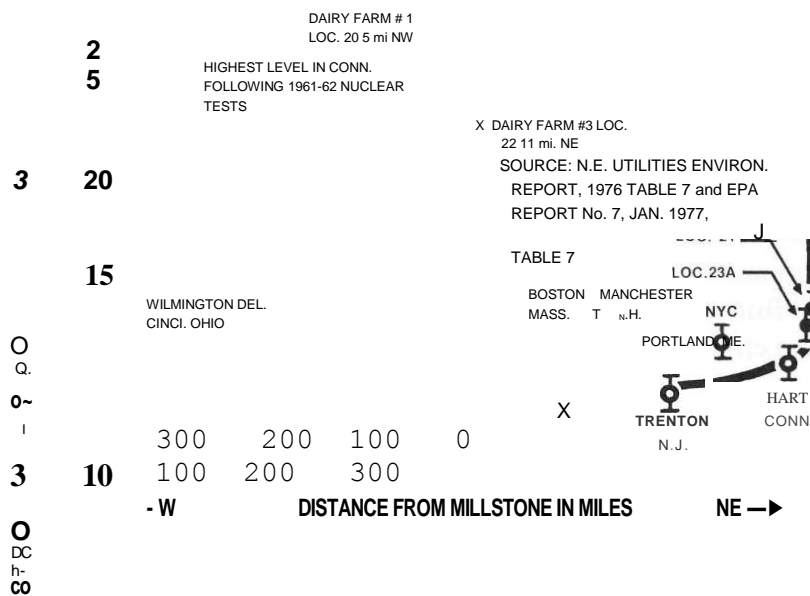 DAIRY FARM # 1
LOC. 20 5 mi NW
2
5
HIGHEST LEVEL IN CONN.
FOLLOWING 1961-62 NUCLEAR
TESTS
X DAIRY FARM #3 LOC.
22 11 mi. NE
SOURCE: N.E. UTILITIES ENVIRON.
REPORT, 1976 TABLE 7 and EPA
REPORT No. 7, JAN. 1977,
3 20
J
TABLE 7
LOC.23A
15
WILMINGTON DEL.
CINCI. OHIO
BOSTON MANCHESTER
MASS. T N.H.
NYC
PORTLAND, ME.
O
Q.
0~
I
X
TRENTON
N.J.
HART
CONN
300 200 100 0
3 10 100 200 300
- W DISTANCE FROM MILLSTONE IN MILES NE
O
DC
h-
CO